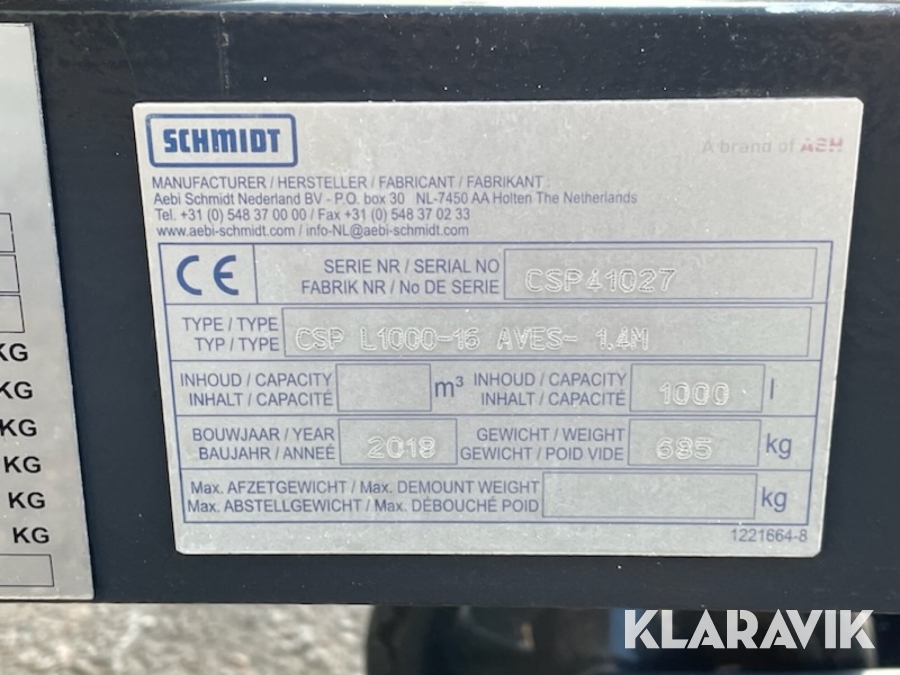 SCHMIDT
A brand of AEBI
MANUFACTURER / HERSTELLER / FABRICANT / FABRIKANT
Aebi Schmidt Nederland BV - P.O. box 30 NL-7450 AA Holten The Netherlands
Tel. +31 (0) 548 37 00 00 / Fax +31 (0) 548 37 02 33
www.aebi-schmidt.com / info-NL@aebi-schmidt.com
CE
SERIE NR / SERIAL NO
FABRIK NR / No DE SERIE
CSP41027
TYPE / TYPE
TYP / TYPE
CSP L1000-16 AVES- 1.4M
INHOUD / CAPACITY
INHALT / CAPACITÉ
m³
INHOUD / CAPACITY
INHALT / CAPACITÉ
1000
l
BOUWJAAR / YEAR
BAUJAHR / ANNEÉ
2018
GEWICHT / WEIGHT
GEWICHT / POID VIDE
685
kg
Max. AFZETGEWICHT / Max. DEMOUNT WEIGHT
Max. ABSTELLGEWICHT / Max. DÉBOUCHÉ POID
kg
1221664-8
KG
KG
KG
KG
KG
KG
KLARAVIK